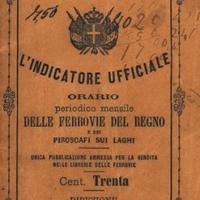 L'INDICATORE UFFICIALE
ORARIO
periodico mensile
DELLE FERROVIE DEL REGNO
E DEI
PIROSCAFI SUI LAGHI
UNICA PUBBLICAZIONE AMMESSA PER LA VENDITA
NELLE LIBRERIE DELLE FERROVIE
Cent. Trenta
DIREZIONE